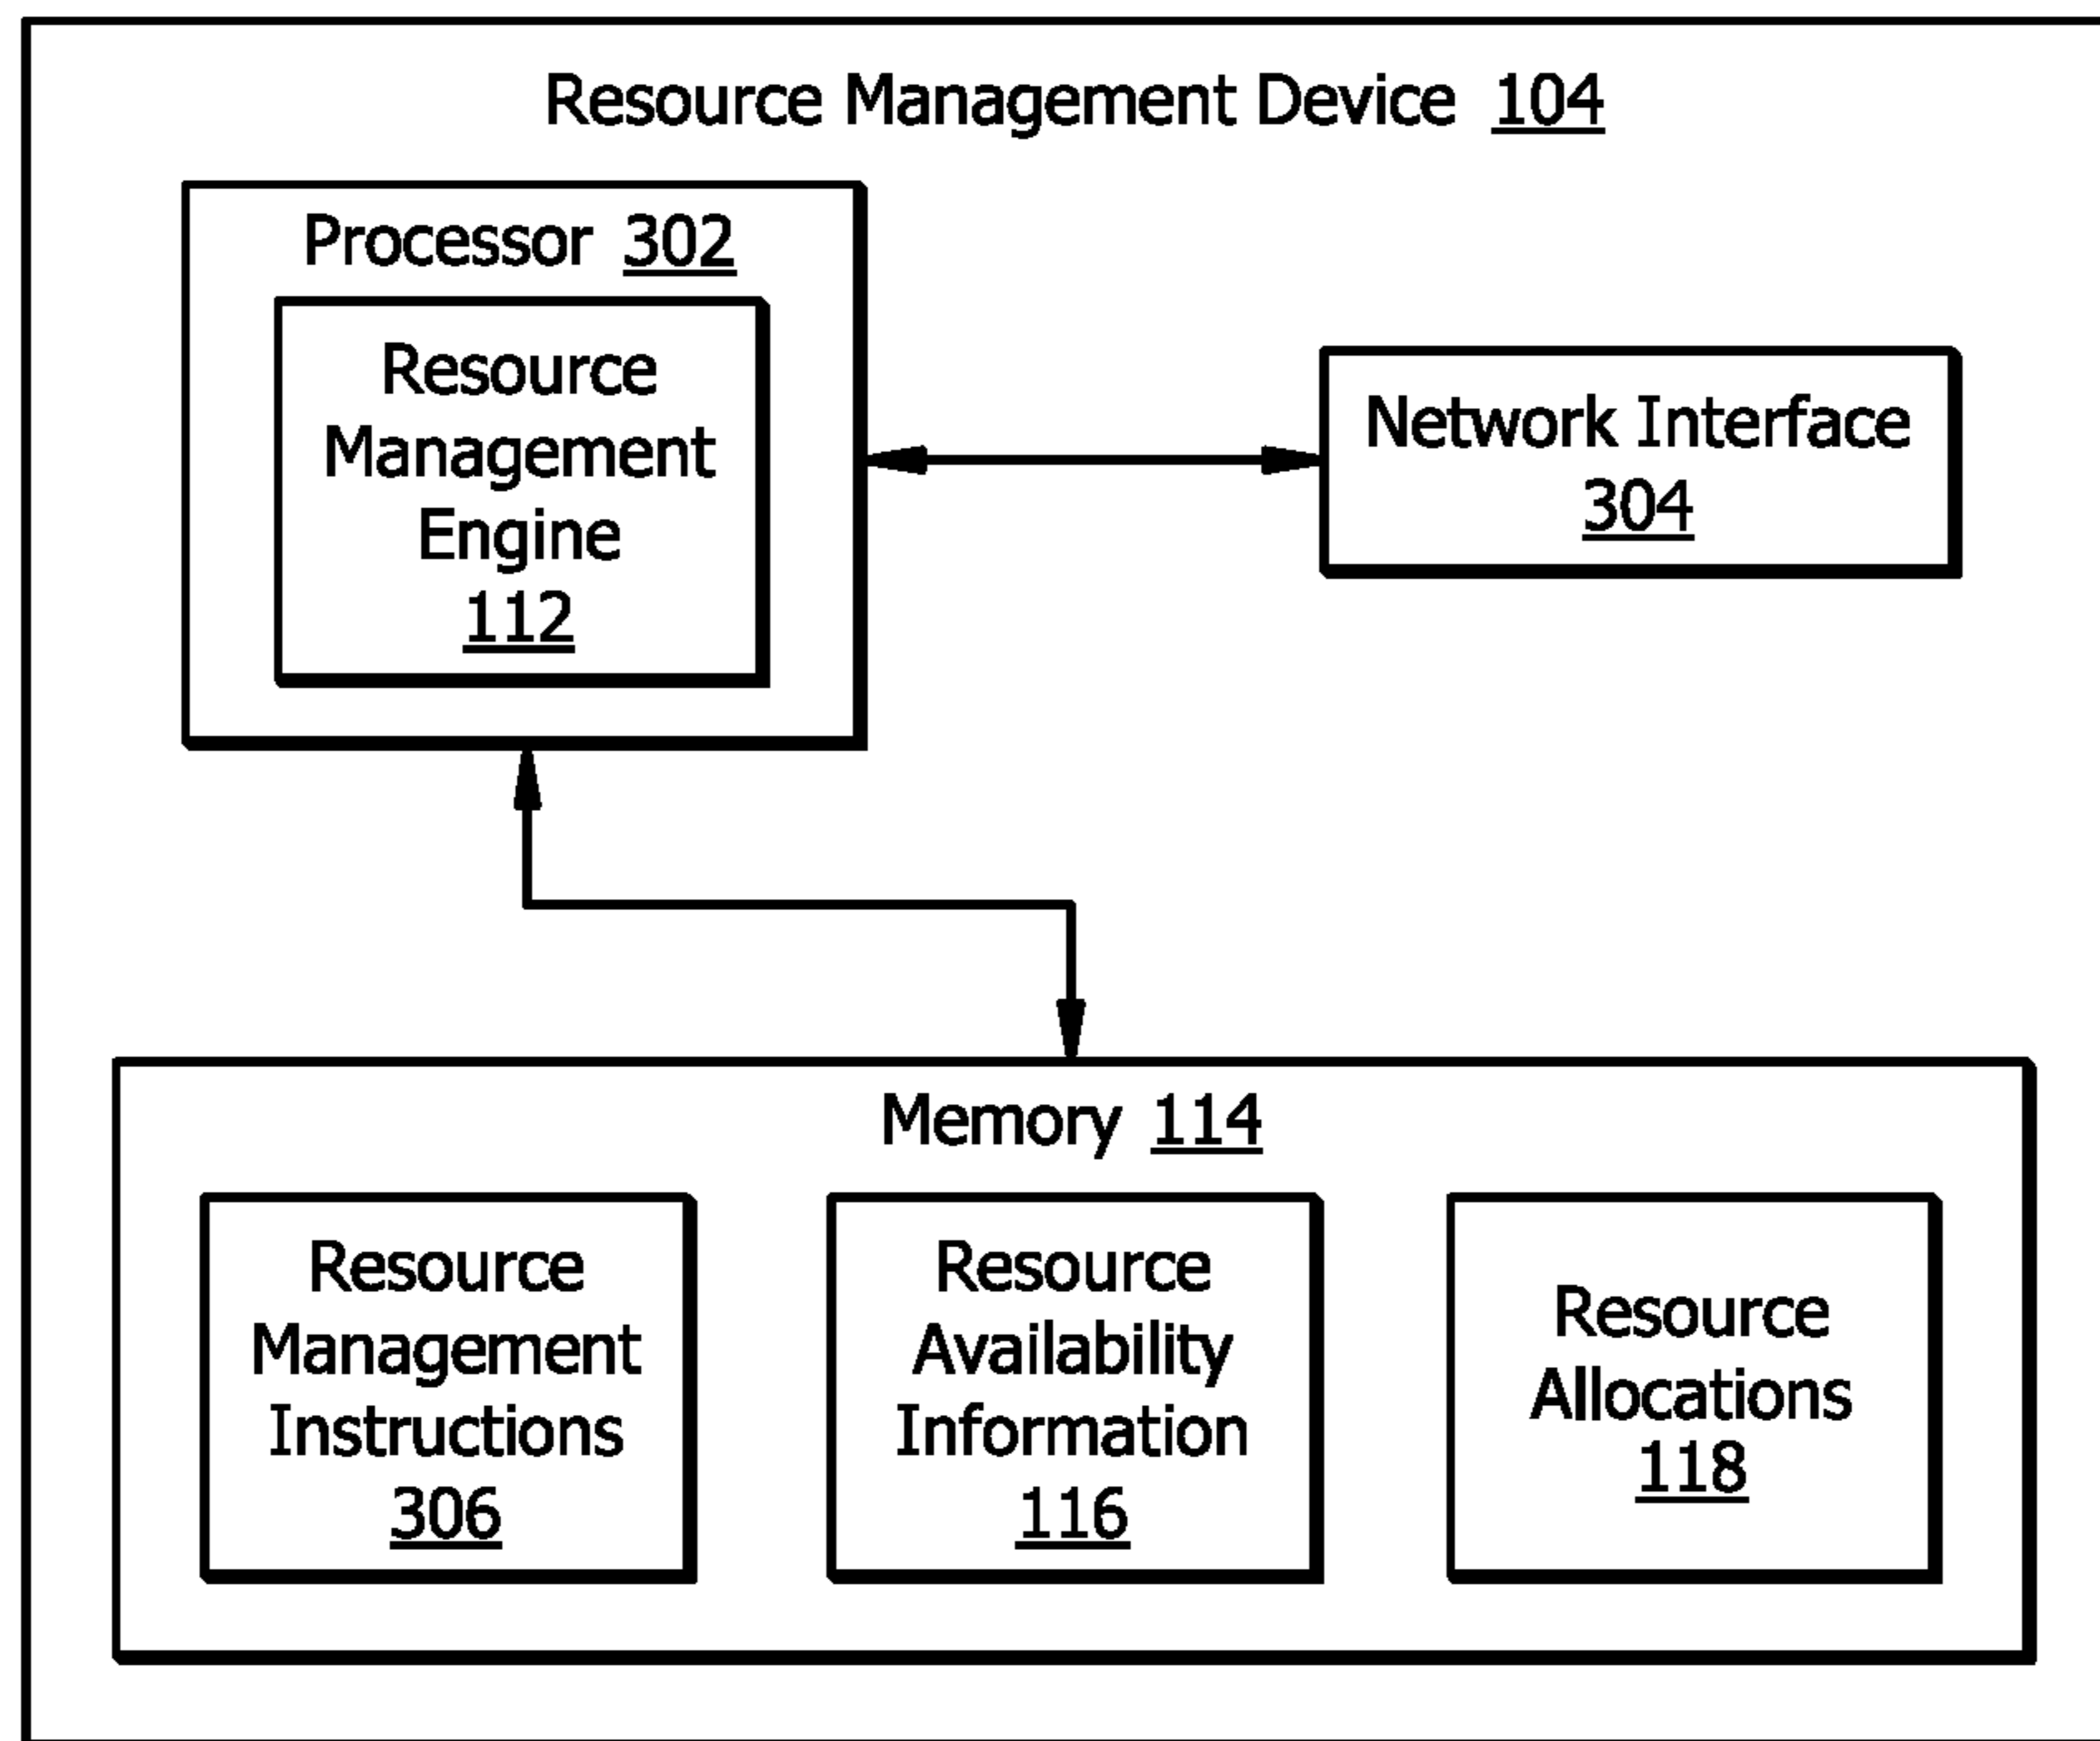 Resource Management Device 104
Processor 302
Resource
Management
Engine
112
Network Interface
304
Memory 114
Resource
Management
Instructions
306
Resource
Availability
Information
116
Resource
Allocations
118